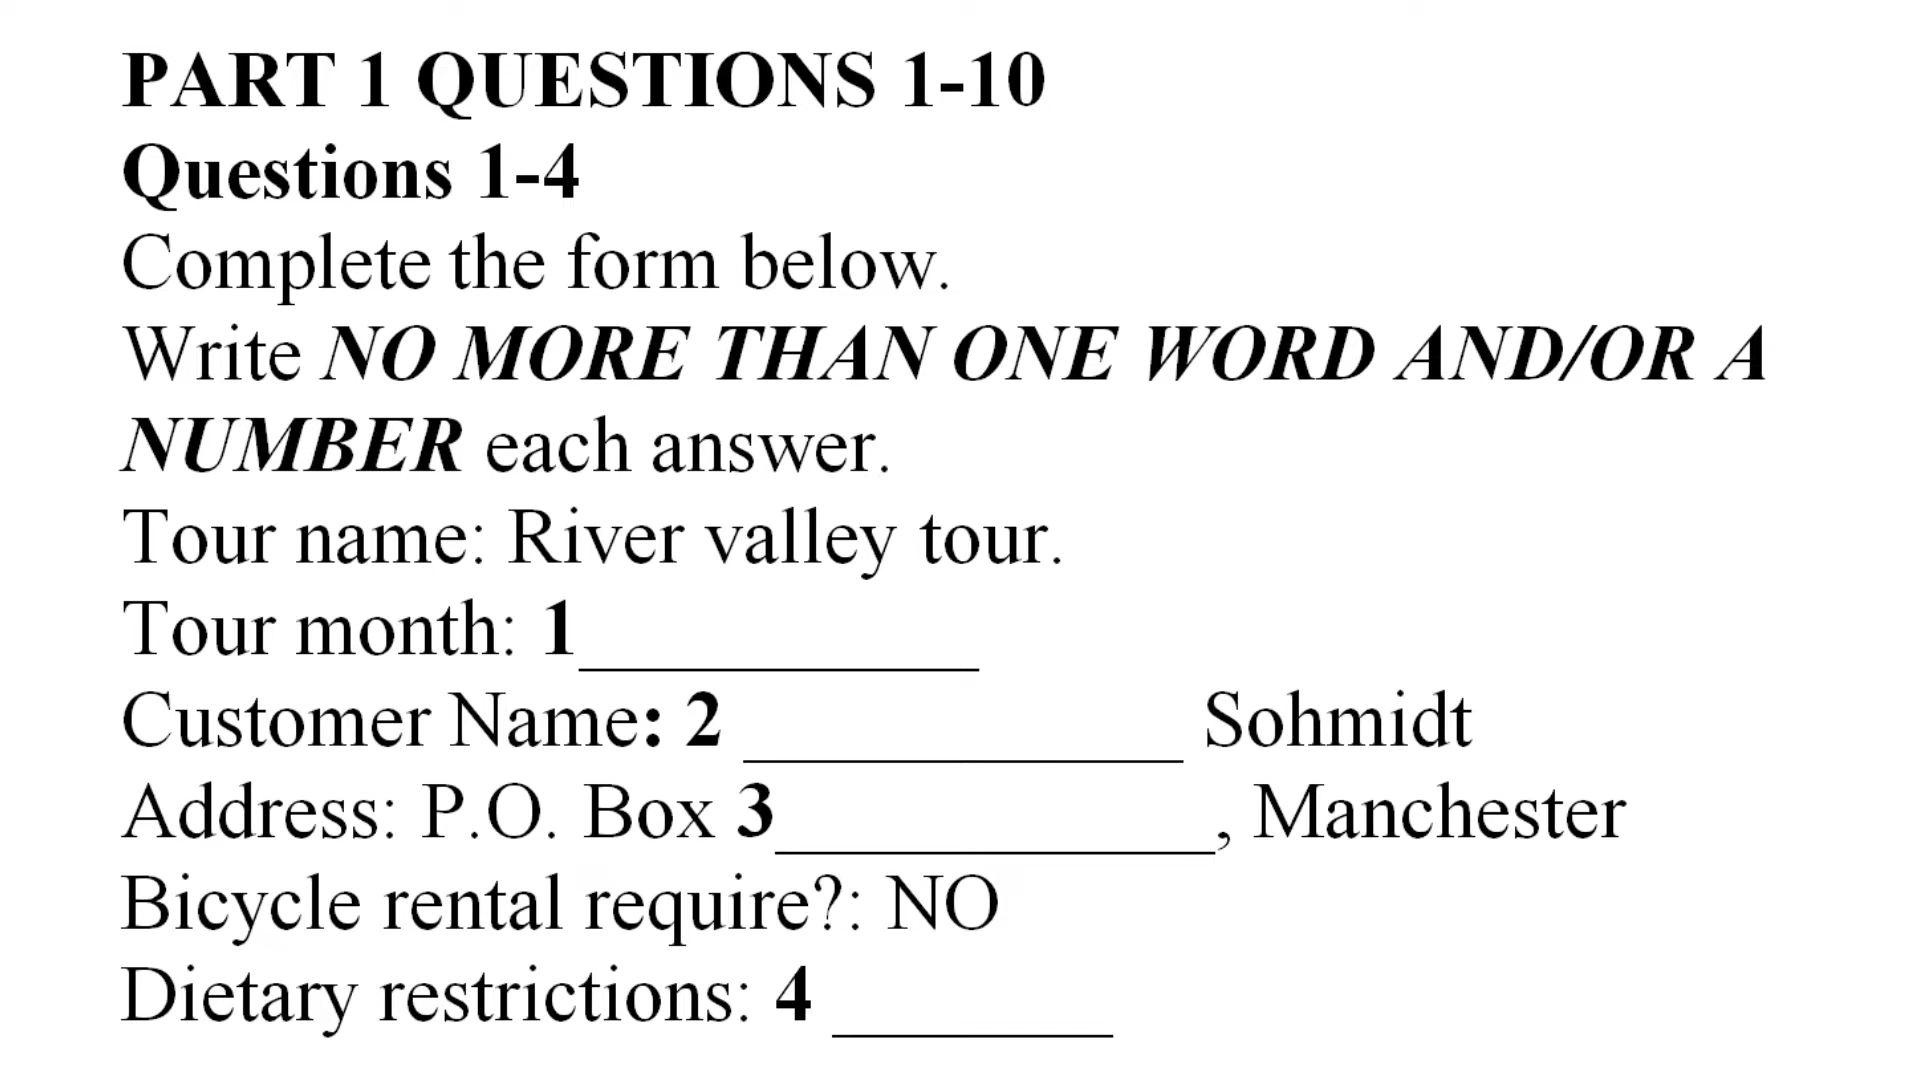 PART 1 QUESTIONS 1-10
Questions 1-4
Complete the form below.
Write NO MORE THAN ONE WORD AND/OR A
NUMBER each answer.
Tour name: River valley tour.
Tour month: 1__________
Customer Name: 2 ___________ Sohmidt
Address: P.O. Box 3___________, Manchester
Bicycle rental require?: NO
Dietary restrictions: 4 _______